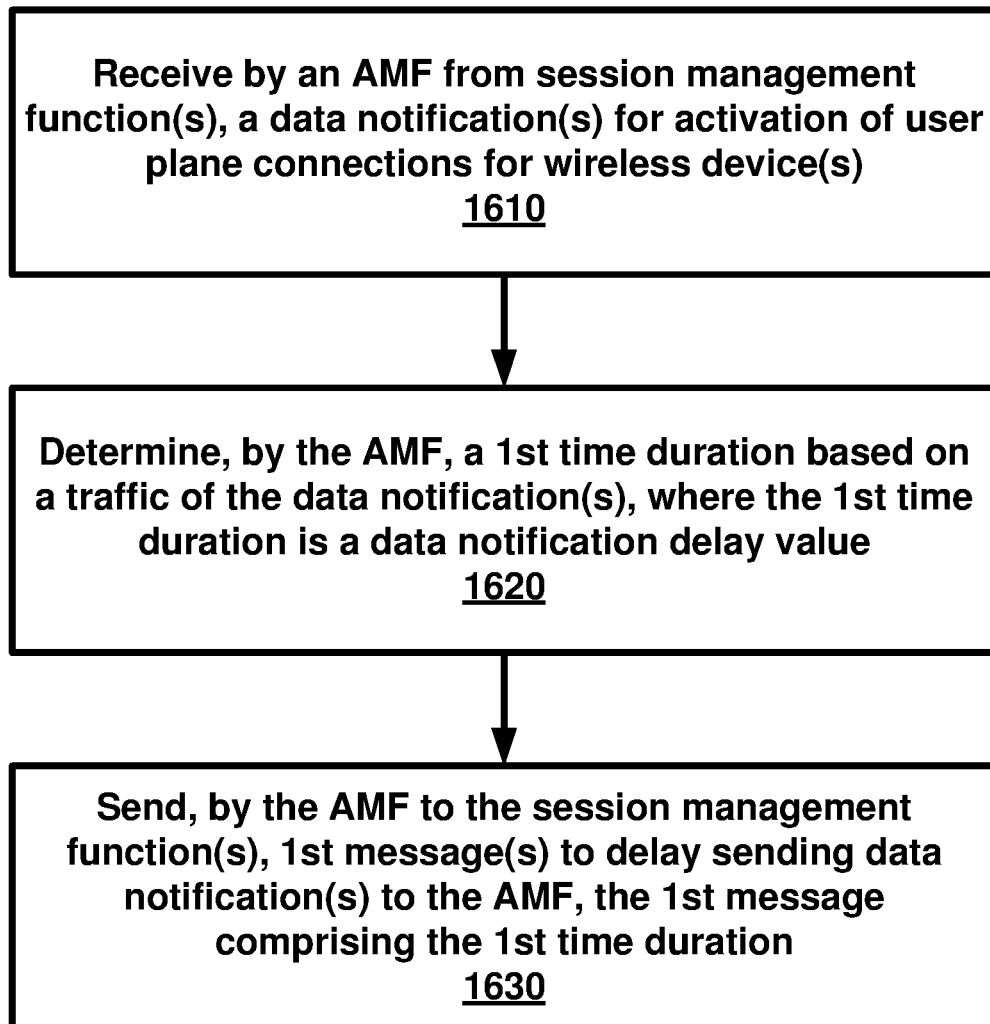 Receive by an AMF from session management
function(s), a data notification(s) for activation of user
plane connections for wireless device(s)
1610
Determine, by the AMF, a 1st time duration based on
a traffic of the data notification(s), where the 1st time
duration is a data notification delay value
1620
Send, by the AMF to the session management
function(s), 1st message(s) to delay sending data
notification(s) to the AMF, the 1st message
comprising the 1st time duration
1630